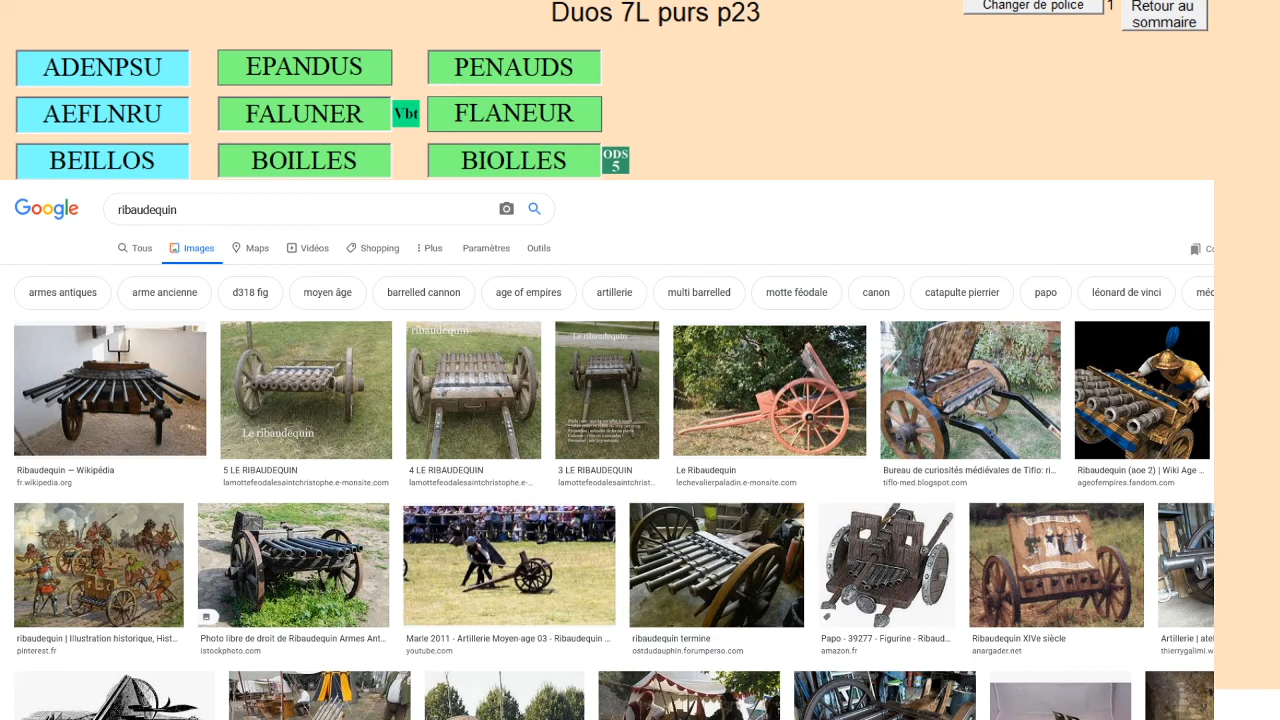 Duos 7L purs p23
Changer de police
1
Retour au
sommaire
ADENPSU EPANDUS PENAUDS
AEFLNRU FALUNER Vbt FLANEUR
BEILLOS BOILLES BIOLLES ODS
5
Google
ribaudequin
Tous Images Maps Vidéos Shopping Plus Paramètres Outils
armes antiques arme ancienne d318 fig moyen âge barrelled cannon age of empires artillerie multi barrelled motte féodale canon catapulte pierrier papo léonard de vinci
Le ribaudequin
ribaudequin
Le ribaudequin
Ribaudequin — Wikipédia
fr.wikipedia.org
5 LE RIBAUDEQUIN
lamottefeodalesaintchristophe.e-monsite.com
4 LE RIBAUDEQUIN
lamottefeodalesaintchristophe.e-...
3 LE RIBAUDEQUIN
lamottefeodalesaintchrist...
Le Ribaudequin
lechevalierpaladin.e-monsite.com
Bureau de curiosités médiévales de Tiflo: ri...
tiflo-med.blogspot.com
Ribaudequin (aoe 2) | Wiki Age ...
ageofempires.fandom.com
ribaudequin | Illustration historique, Hist...
pinterest.fr
Photo libre de droit de Ribaudequin Armes Ant...
istockphoto.com
Marle 2011 - Artillerie Moyen-age 03 - Ribaudequin ...
youtube.com
ribaudequin termine
ostdudauphin.forumperso.com
Papo - 39277 - Figurine - Ribaud...
amazon.fr
Ribaudequin XIVe siècle
anargader.net
Artillerie | atel
thierrygalimi.w